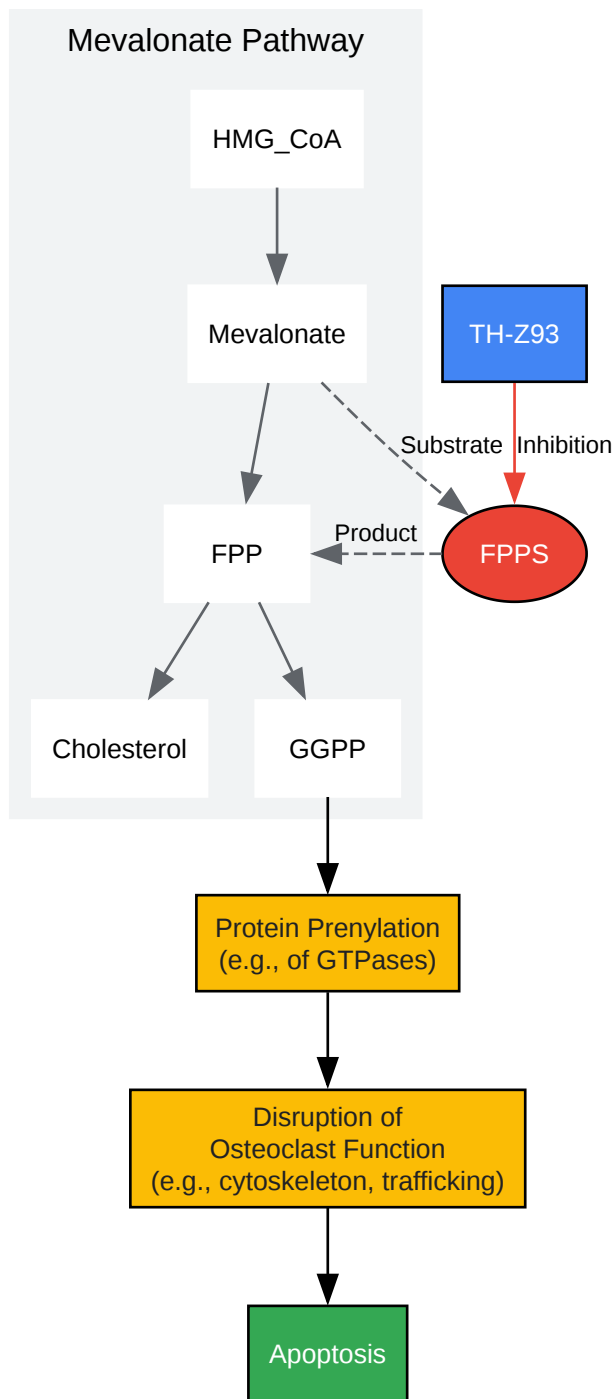 Mevalonate Pathway
HMG_CoA
Mevalonate
TH-Z93
Substrate
Inhibition
Product
FPP
FPPS
Cholesterol
GGPP
Protein Prenylation
(e.g., of GTPases)
Disruption of
Osteoclast Function
(e.g., cytoskeleton, trafficking)
Apoptosis